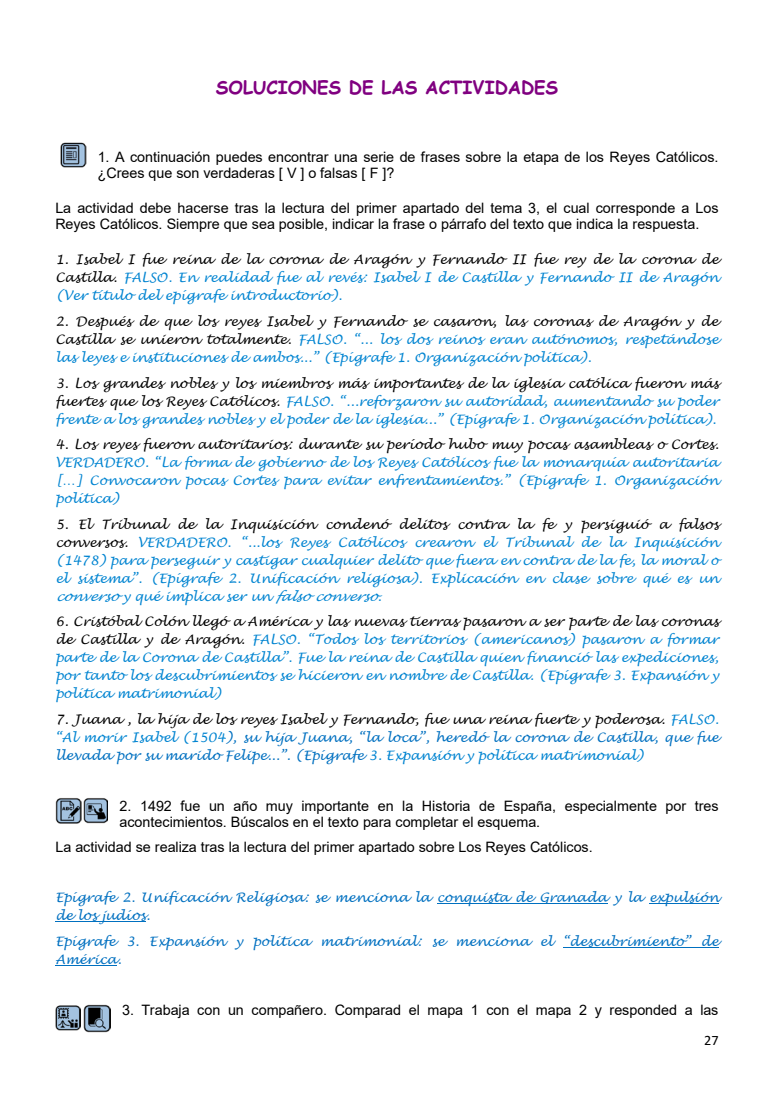 SOLUCIONES DE LAS ACTIVIDADES
1. A continuación puedes encontrar una serie de frases sobre la etapa de los Reyes Católicos.
¿Crees que son verdaderas [ V ] o falsas [ F ]?
La actividad debe hacerse tras la lectura del primer apartado del tema 3, el cual corresponde a Los
Reyes Católicos. Siempre que sea posible, indicar la frase o párrafo del texto que indica la respuesta.
1. Isabel I fue reina de la corona de Aragón y Fernando II fue rey de la corona de
Castilla. FALSO. En realidad fue al revés: Isabel I de Castilla y Fernando II de Aragón
(Ver título del epígrafe introductorio).
2. Después de que los reyes Isabel y Fernando se casaron, las coronas de Aragón y de
Castilla se unieron totalmente. FALSO. “... los dos reinos eran autónomos, respetándose
las leyes e instituciones de ambos...” (Epígrafe 1. Organización política).
3. Los grandes nobles y los miembros más importantes de la iglesia católica fueron más
fuertes que los Reyes Católicos. FALSO. “...reforzaron su autoridad, aumentando su poder
frente a los grandes nobles y el poder de la iglesia...” (Epígrafe 1. Organización política).
4. Los reyes fueron autoritarios: durante su periodo hubo muy pocas asambleas o Cortes.
VERDADERO. “La forma de gobierno de los Reyes Católicos fue la monarquía autoritaria
[...] Convocaron pocas Cortes para evitar enfrentamientos.” (Epígrafe 1. Organización
política)
5. El Tribunal de la Inquisición condenó delitos contra la fe y persiguió a falsos
conversos. VERDADERO. “...los Reyes Católicos crearon el Tribunal de la Inquisición
(1478) para perseguir y castigar cualquier delito que fuera en contra de la fe, la moral o
el sistema”. (Epígrafe 2. Unificación religiosa). Explicación en clase sobre qué es un
converso y qué implica ser un falso converso.
6. Cristóbal Colón llegó a América y las nuevas tierras pasaron a ser parte de las coronas
de Castilla y de Aragón. FALSO. “Todos los territorios (americanos) pasaron a formar
parte de la Corona de Castilla”. Fue la reina de Castilla quien financió las expediciones,
por tanto los descubrimientos se hicieron en nombre de Castilla. (Epígrafe 3. Expansión y
política matrimonial)
7. Juana , la hija de los reyes Isabel y Fernando, fue una reina fuerte y poderosa. FALSO.
“Al morir Isabel (1504), su hija Juana, “la loca”, heredó la corona de Castilla, que fue
llevada por su marido Felipe...”. (Epígrafe 3. Expansión y política matrimonial)
2. 1492 fue un año muy importante en la Historia de España, especialmente por tres
acontecimientos. Búscalos en el texto para completar el esquema.
La actividad se realiza tras la lectura del primer apartado sobre Los Reyes Católicos.
Epígrafe 2. Unificación Religiosa: se menciona la conquista de Granada y la expulsión
de los judíos.
Epígrafe 3. Expansión y política matrimonial: se menciona el “descubrimiento” de
América.
3. Trabaja con un compañero. Comparad el mapa 1 con el mapa 2 y responded a las
27